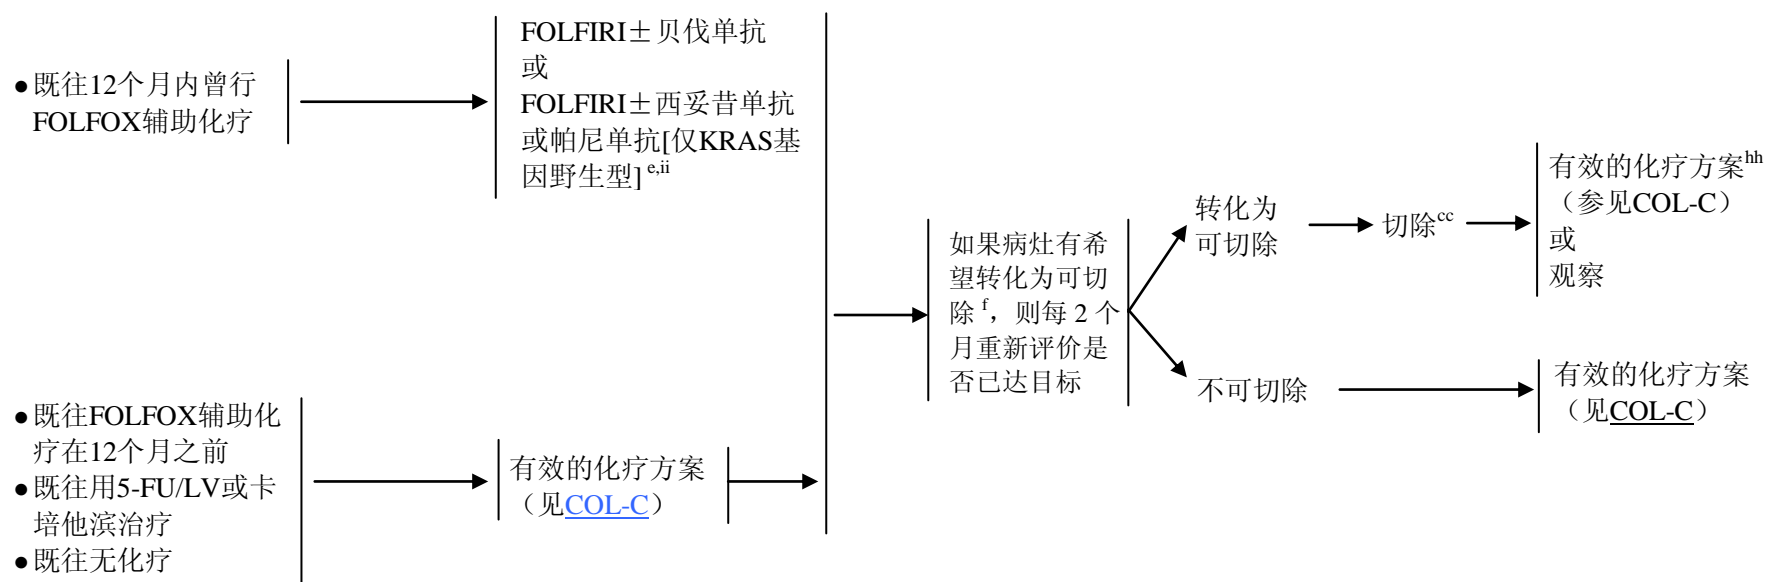 ●既往12个月内曾行
FOLFOX辅助化疗
FOLFIRI±贝伐单抗
或
FOLFIRI±西妥昔单抗
或帕尼单抗[仅KRAS基
因野生型] e,ii
●既往FOLFOX辅助化
疗在12个月之前
●既往用5-FU/LV或卡
培他滨治疗
●既往无化疗
有效的化疗方案
（见COL-C）
如果病灶有希
望转化为可切
除 f，则每 2 个
月重新评价是
否已达目标
转化为
可切除
切除cc
有效的化疗方案hh
（参见COL-C）
或
观察
不可切除
有效的化疗方案
（见COL-C）